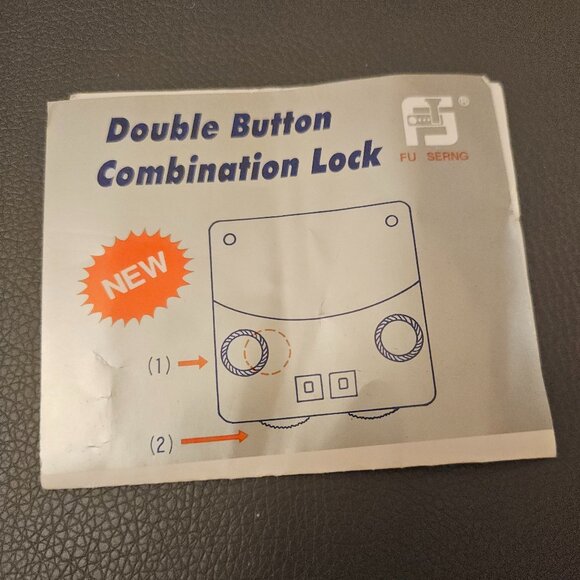 Double Button
Combination Lock
®
FU SERNG
NEW
(1)
(2)